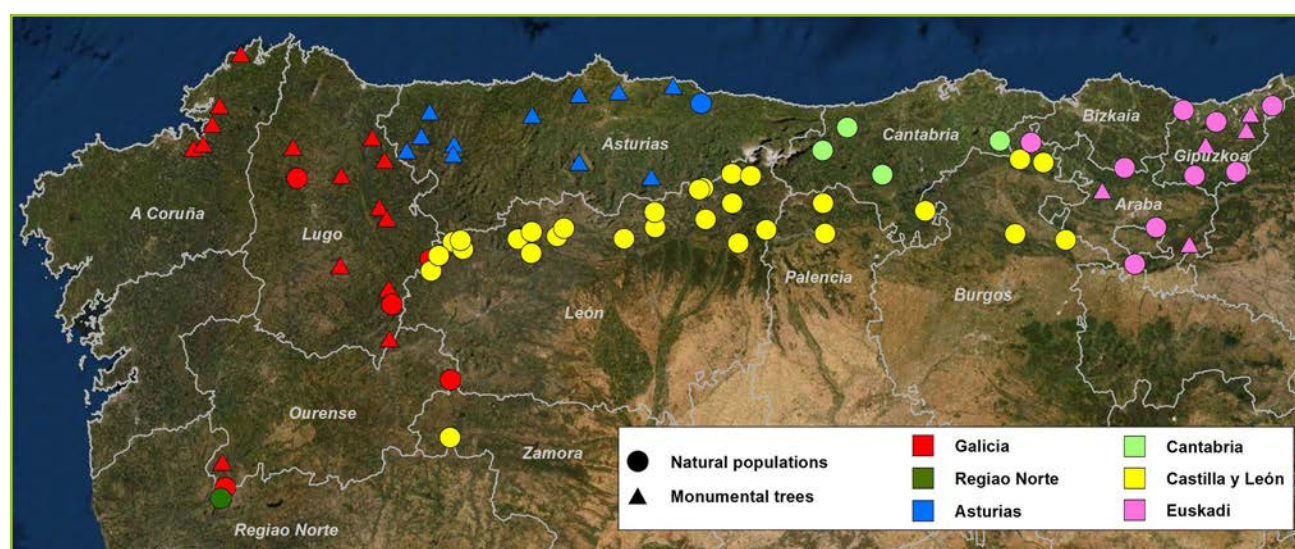 Bizkaia
Cantabria
Asturias
Gipuzkoa
A Coruña
Araba
Lugo
Palencia
Burgos
León
Ourense
Zamora
Regiao Norte
Natural populations
Monumental trees
Galicia
Regiao Norte
Asturias
Cantabria
Castilla y León
Euskadi